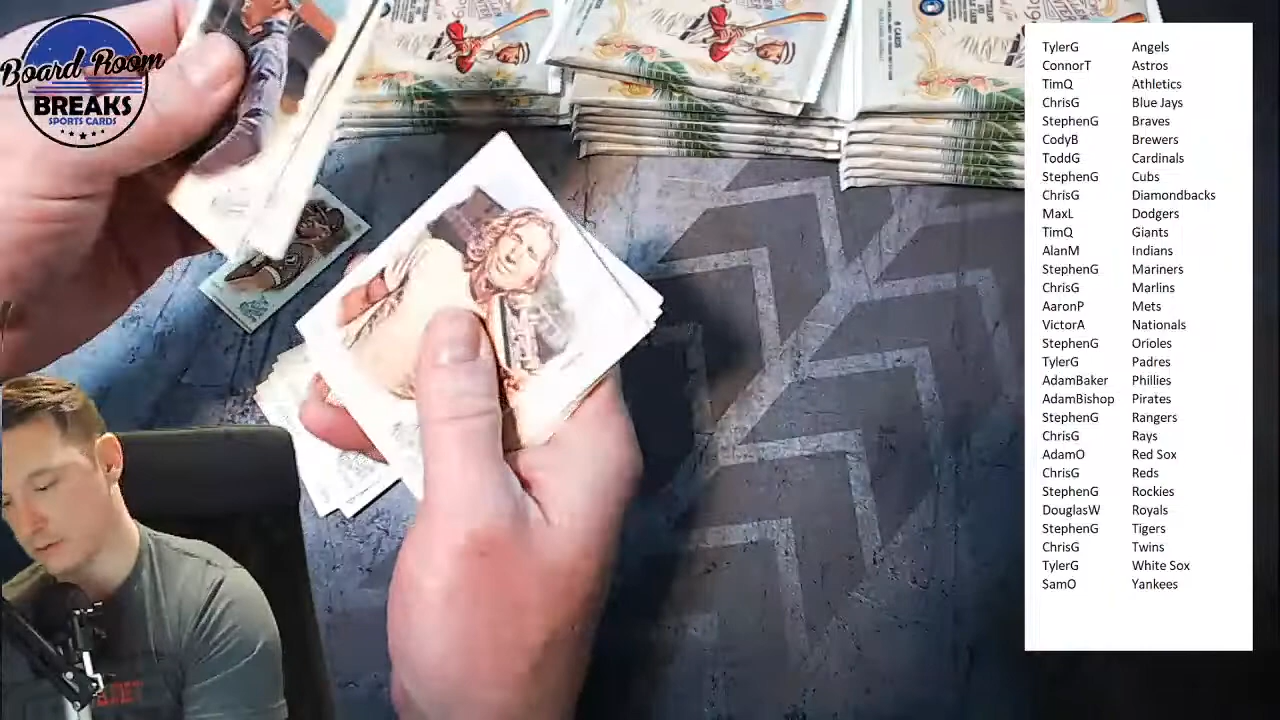 Board Room
BREAKS
SPORTS CARDS
TylerG Angels
ConnorT Astros
TimQ Athletics
ChrisG Blue Jays
StephenG Braves
CodyB Brewers
ToddG Cardinals
StephenG Cubs
ChrisG Diamondbacks
MaxL Dodgers
TimQ Giants
AlanM Indians
StephenG Mariners
ChrisG Marlins
AaronP Mets
VictorA Nationals
StephenG Orioles
TylerG Padres
AdamBaker Phillies
AdamBishop Pirates
StephenG Rangers
ChrisG Rays
AdamO Red Sox
ChrisG Reds
StephenG Rockies
DouglasW Royals
StephenG Tigers
ChrisG Twins
TylerG White Sox
SamO Yankees